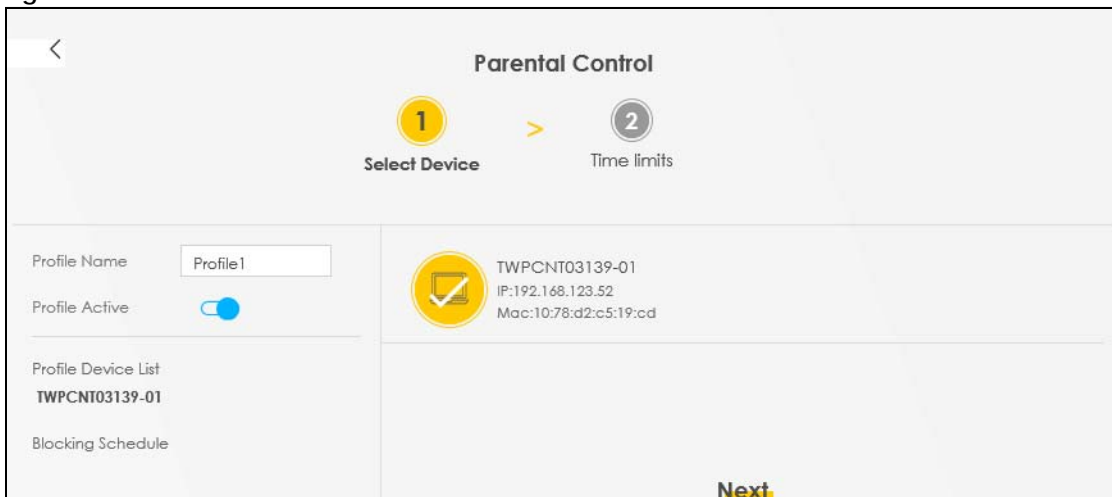 Parental Control
1 > 2
Select Device Time limits
Profile Name Profile1
Profile Active
Profile Device List
TWPCNT03139-01
Blocking Schedule
TWPCNT03139-01
IP:192.168.123.52
Mac:10:78:d2:c5:19:cd
Next